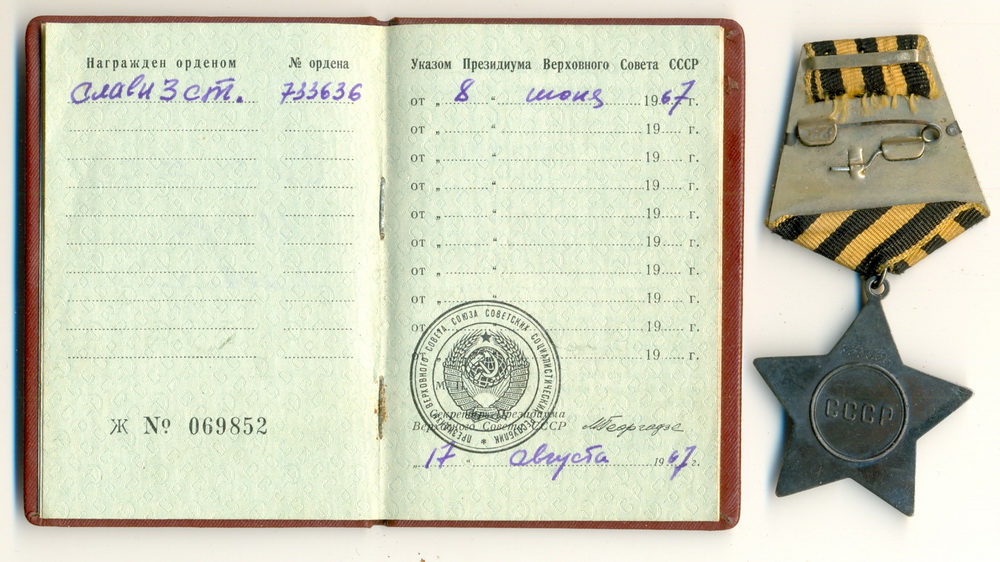 Награжден орденом № ордена
Славы 3 ст. 733636
Ж № 069852
Указом Президиума Верховного Совета СССР
от „ 8 “ июня 1967 г.
от „ “ 19 г.
от „ “ 19 г.
от „ “ 19 г.
от „ “ 19 г.
от „ “ 19 г.
от „ “ 19 г.
от „ “ 19 г.
от „ “ 19 г.
от „ “ 19 г.
ПРЕЗИДИУМ ВЕРХОВНОГО СОВЕТА СОЮЗА СОВЕТСКИХ СОЦИАЛИСТИЧЕСКИХ РЕСПУБЛИК
М. П.
Секретарь Президиума
Верховного Совета СССР МГеоргадзе
„ 17 “ августа 1967 г.
СССР